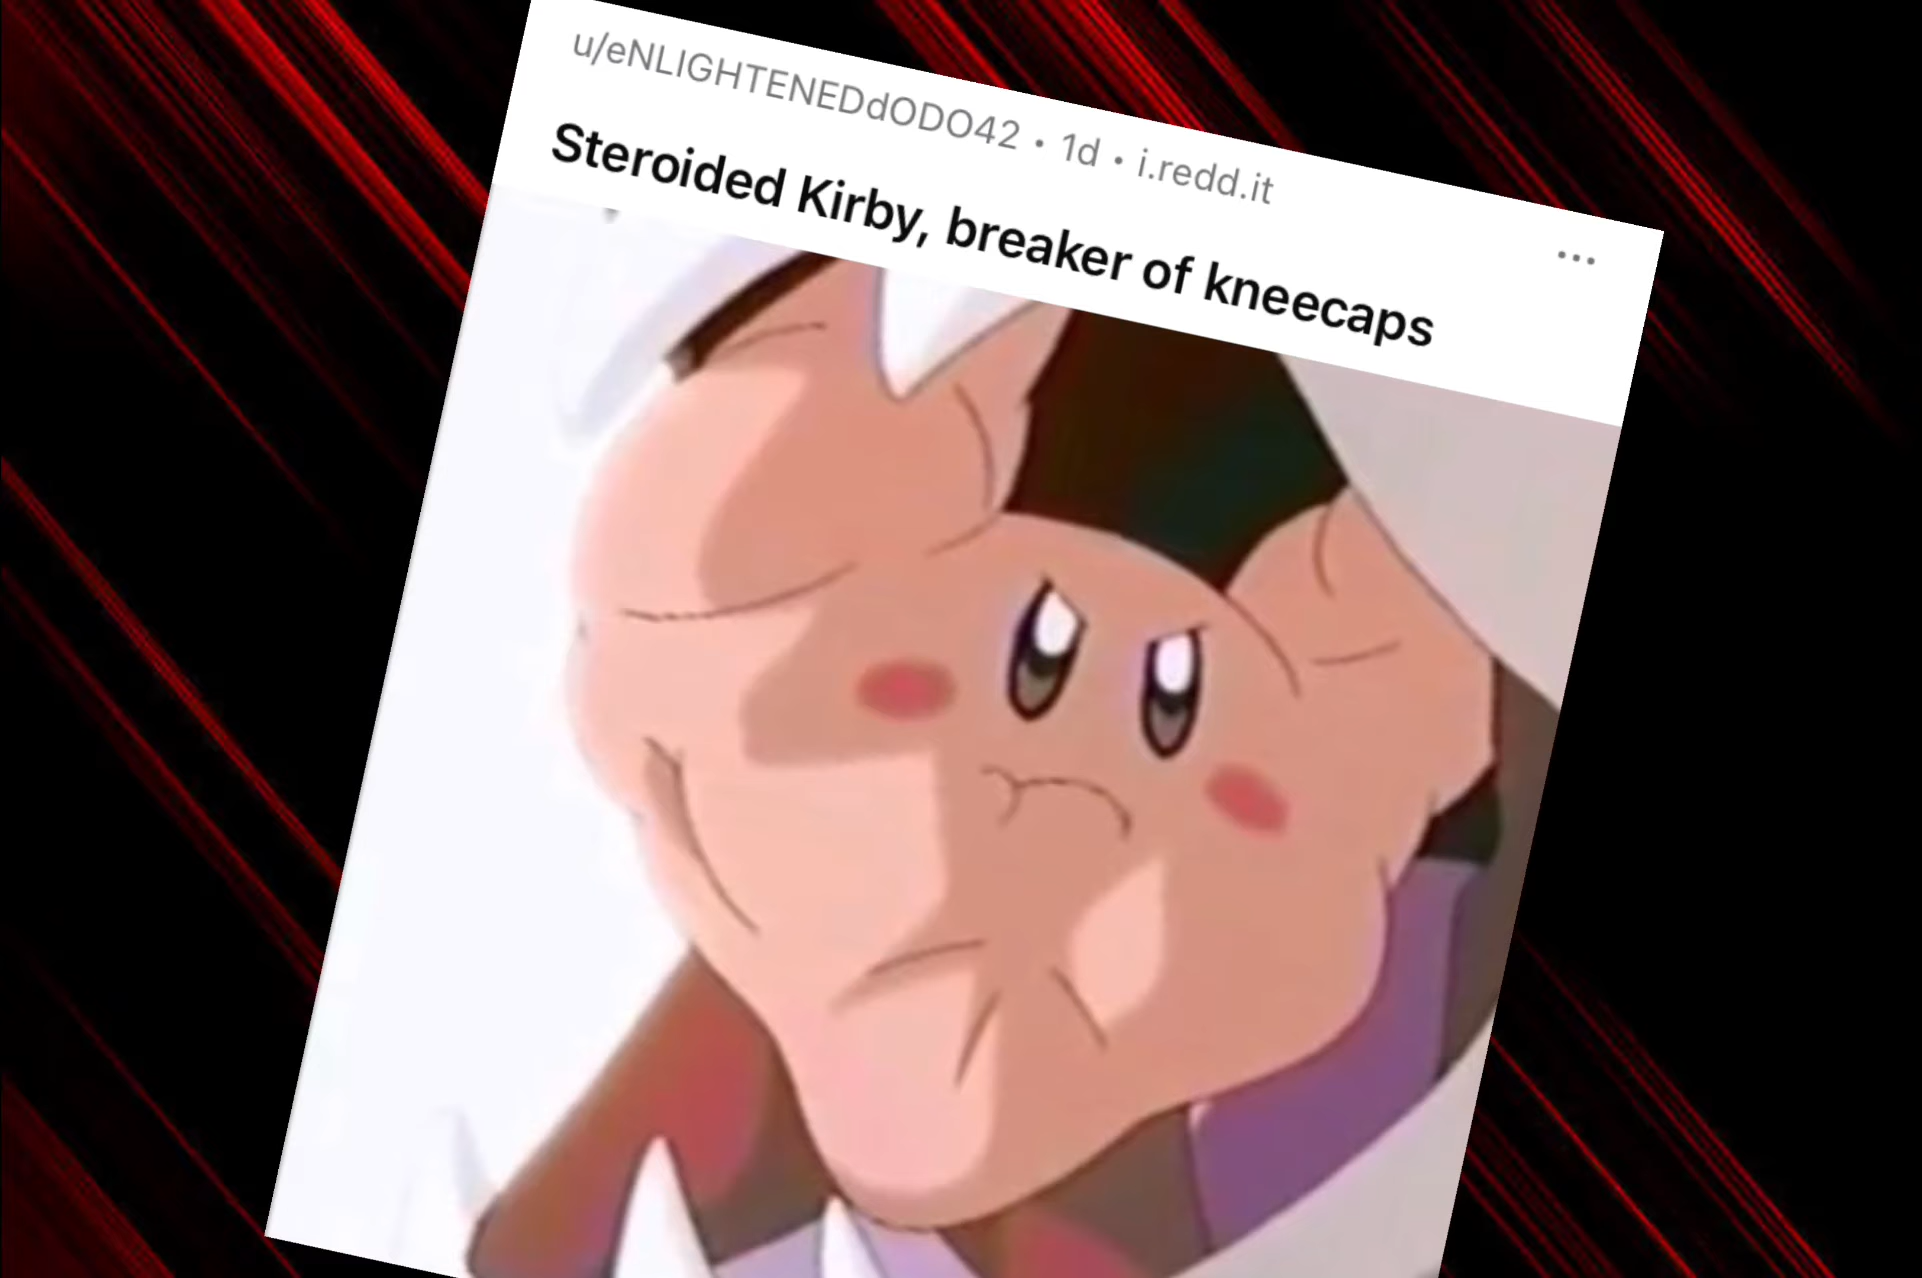 u/eNLIGHTENEDdODO42 • 1d • i.redd.it
Steroided Kirby, breaker of kneecaps